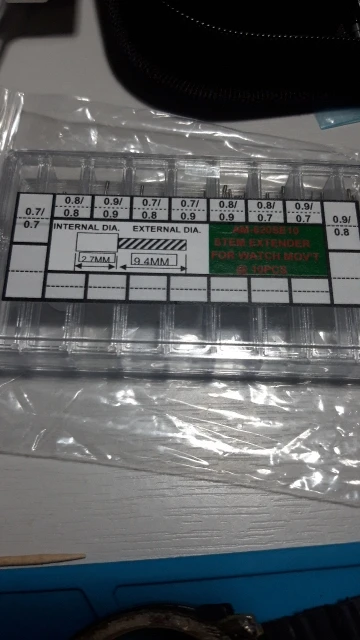 0.7/ 0.7
0.8/ 0.8
0.9/ 0.9
0.7/ 0.8
0.7/ 0.9
0.8/ 0.9
0.8/ 0.7
0.9/ 0.7
0.9/ 0.8
INTERNAL DIA. EXTERNAL DIA.
2.7MM 9.4MM
STEM EXTENDER
FOR WATCH MOV'T
@ 10PCS